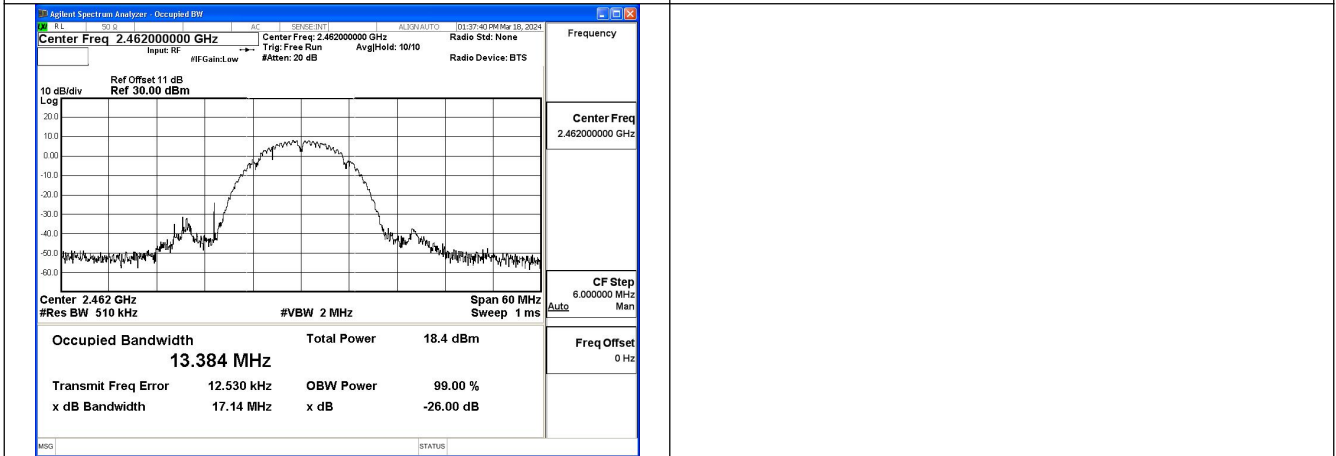 Agilent Spectrum Analyzer - Occupied BW
RL 50 Ω AC SENSE:INT ALIGNAUTO 01:37:40 PM Mar 18, 2024
Center Freq 2.462000000 GHz
Center Freq: 2.462000000 GHz
Radio Std: None
Input: RF
Trig: Free Run
Avg|Hold: 10/10
#IFGain:Low
#Atten: 20 dB
Radio Device: BTS
Ref Offset 11 dB
10 dB/div
Ref 30.00 dBm
Log
20.0
10.0
0.00
-10.0
-20.0
-30.0
-40.0
-50.0
-60.0
Center 2.462 GHz
Span 60 MHz
#Res BW 510 kHz
#VBW 2 MHz
Sweep 1 ms
Occupied Bandwidth
Total Power 18.4 dBm
13.384 MHz
Transmit Freq Error 12.530 kHz
OBW Power 99.00 %
x dB Bandwidth 17.14 MHz
x dB -26.00 dB
MSG
STATUS
Frequency
Center Freq
2.462000000 GHz
CF Step
6.000000 MHz
Auto Man
Freq Offset
0 Hz